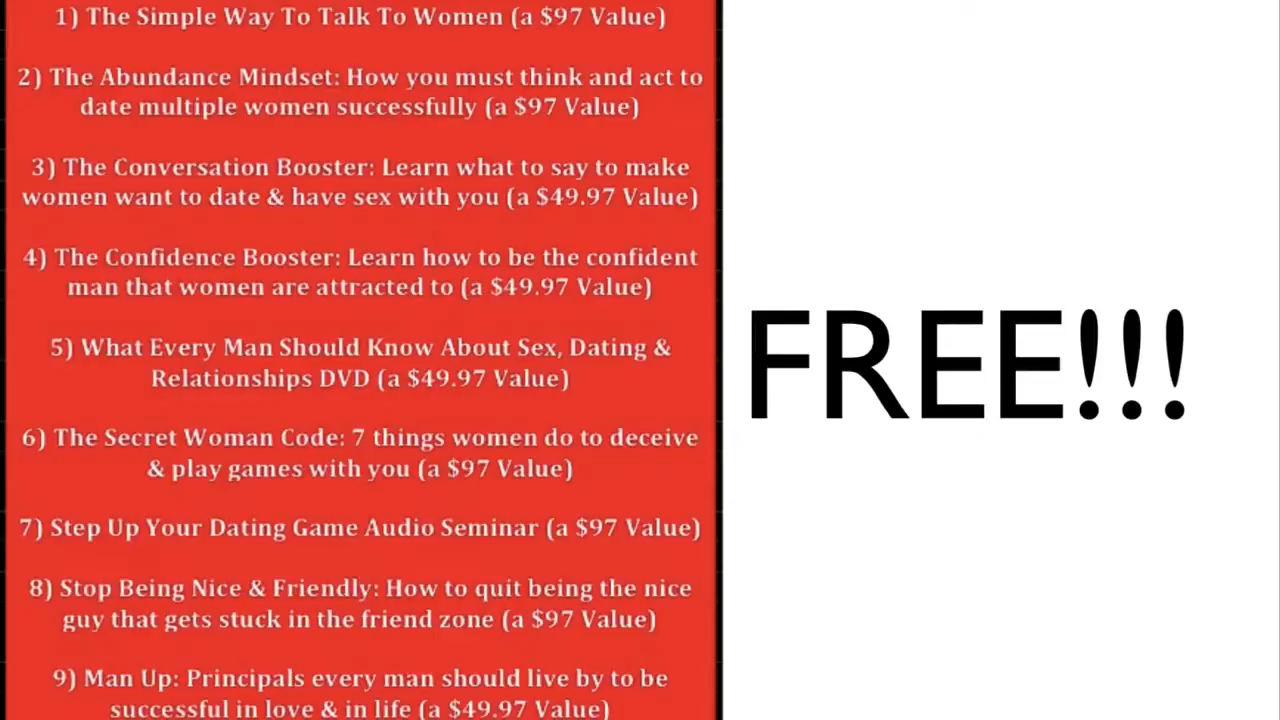 1) The Simple Way To Talk To Women (a $97 Value)
2) The Abundance Mindset: How you must think and act to
date multiple women successfully (a $97 Value)
3) The Conversation Booster: Learn what to say to make
women want to date & have sex with you (a $49.97 Value)
4) The Confidence Booster: Learn how to be the confident
man that women are attracted to (a $49.97 Value)
5) What Every Man Should Know About Sex, Dating &
Relationships DVD (a $49.97 Value)
6) The Secret Woman Code: 7 things women do to deceive
& play games with you (a $97 Value)
7) Step Up Your Dating Game Audio Seminar (a $97 Value)
8) Stop Being Nice & Friendly: How to quit being the nice
guy that gets stuck in the friend zone (a $97 Value)
9) Man Up: Principals every man should live by to be
successful in love & in life (a $49.97 Value)
FREE!!!